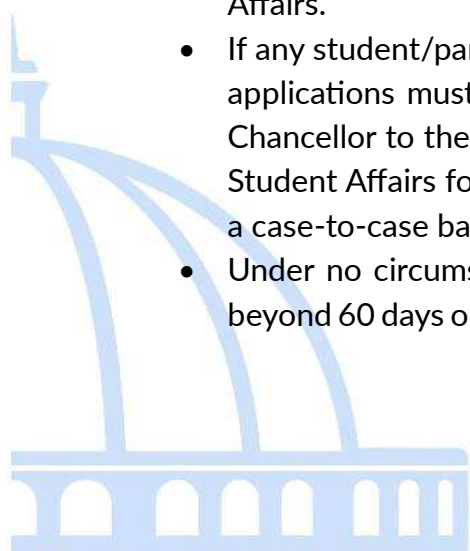 Affairs.
• If any student/par
applications must
Chancellor to the
Student Affairs fo
a case-to-case ba
• Under no circums
beyond 60 days o